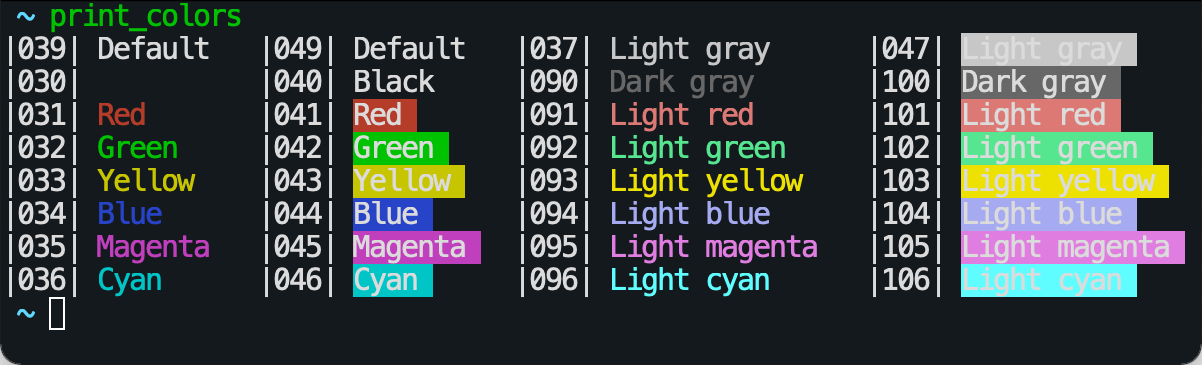 ~ print_colors
|039| Default |049| Default |037| Light gray |047| Light gray
|030| |040| Black |090| Dark gray |100| Dark gray
|031| Red |041| Red |091| Light red |101| Light red
|032| Green |042| Green |092| Light green |102| Light green
|033| Yellow |043| Yellow |093| Light yellow |103| Light yellow
|034| Blue |044| Blue |094| Light blue |104| Light blue
|035| Magenta |045| Magenta |095| Light magenta |105| Light magenta
|036| Cyan |046| Cyan |096| Light cyan |106| Light cyan
~